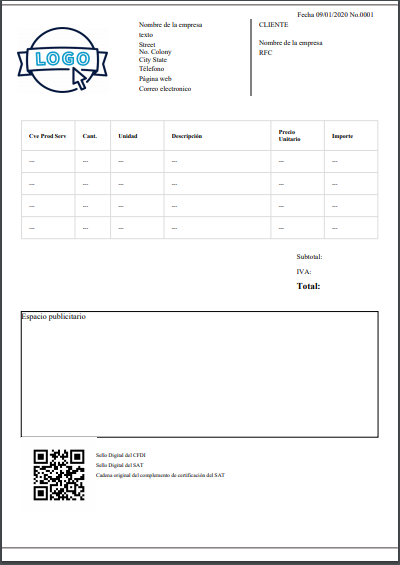 Fecha 09/01/2020 No.0001
LOGO
Nombre de la empresa
texto
Street
No. Colony
City State
Télefono
Página web
Correo electronico
CLIENTE
Nombre de la empresa
RFC
Cve Prod Serv Cant. Unidad Descripción Precio Unitario Importe
--- --- --- --- --- ---
--- --- --- --- --- ---
--- --- --- --- --- ---
--- --- --- --- --- ---
Subtotal:
IVA:
Total:
Espacio publicitario
Sello Digital del CFDI
Sello Digital del SAT
Cadena original del complemento de certificación del SAT